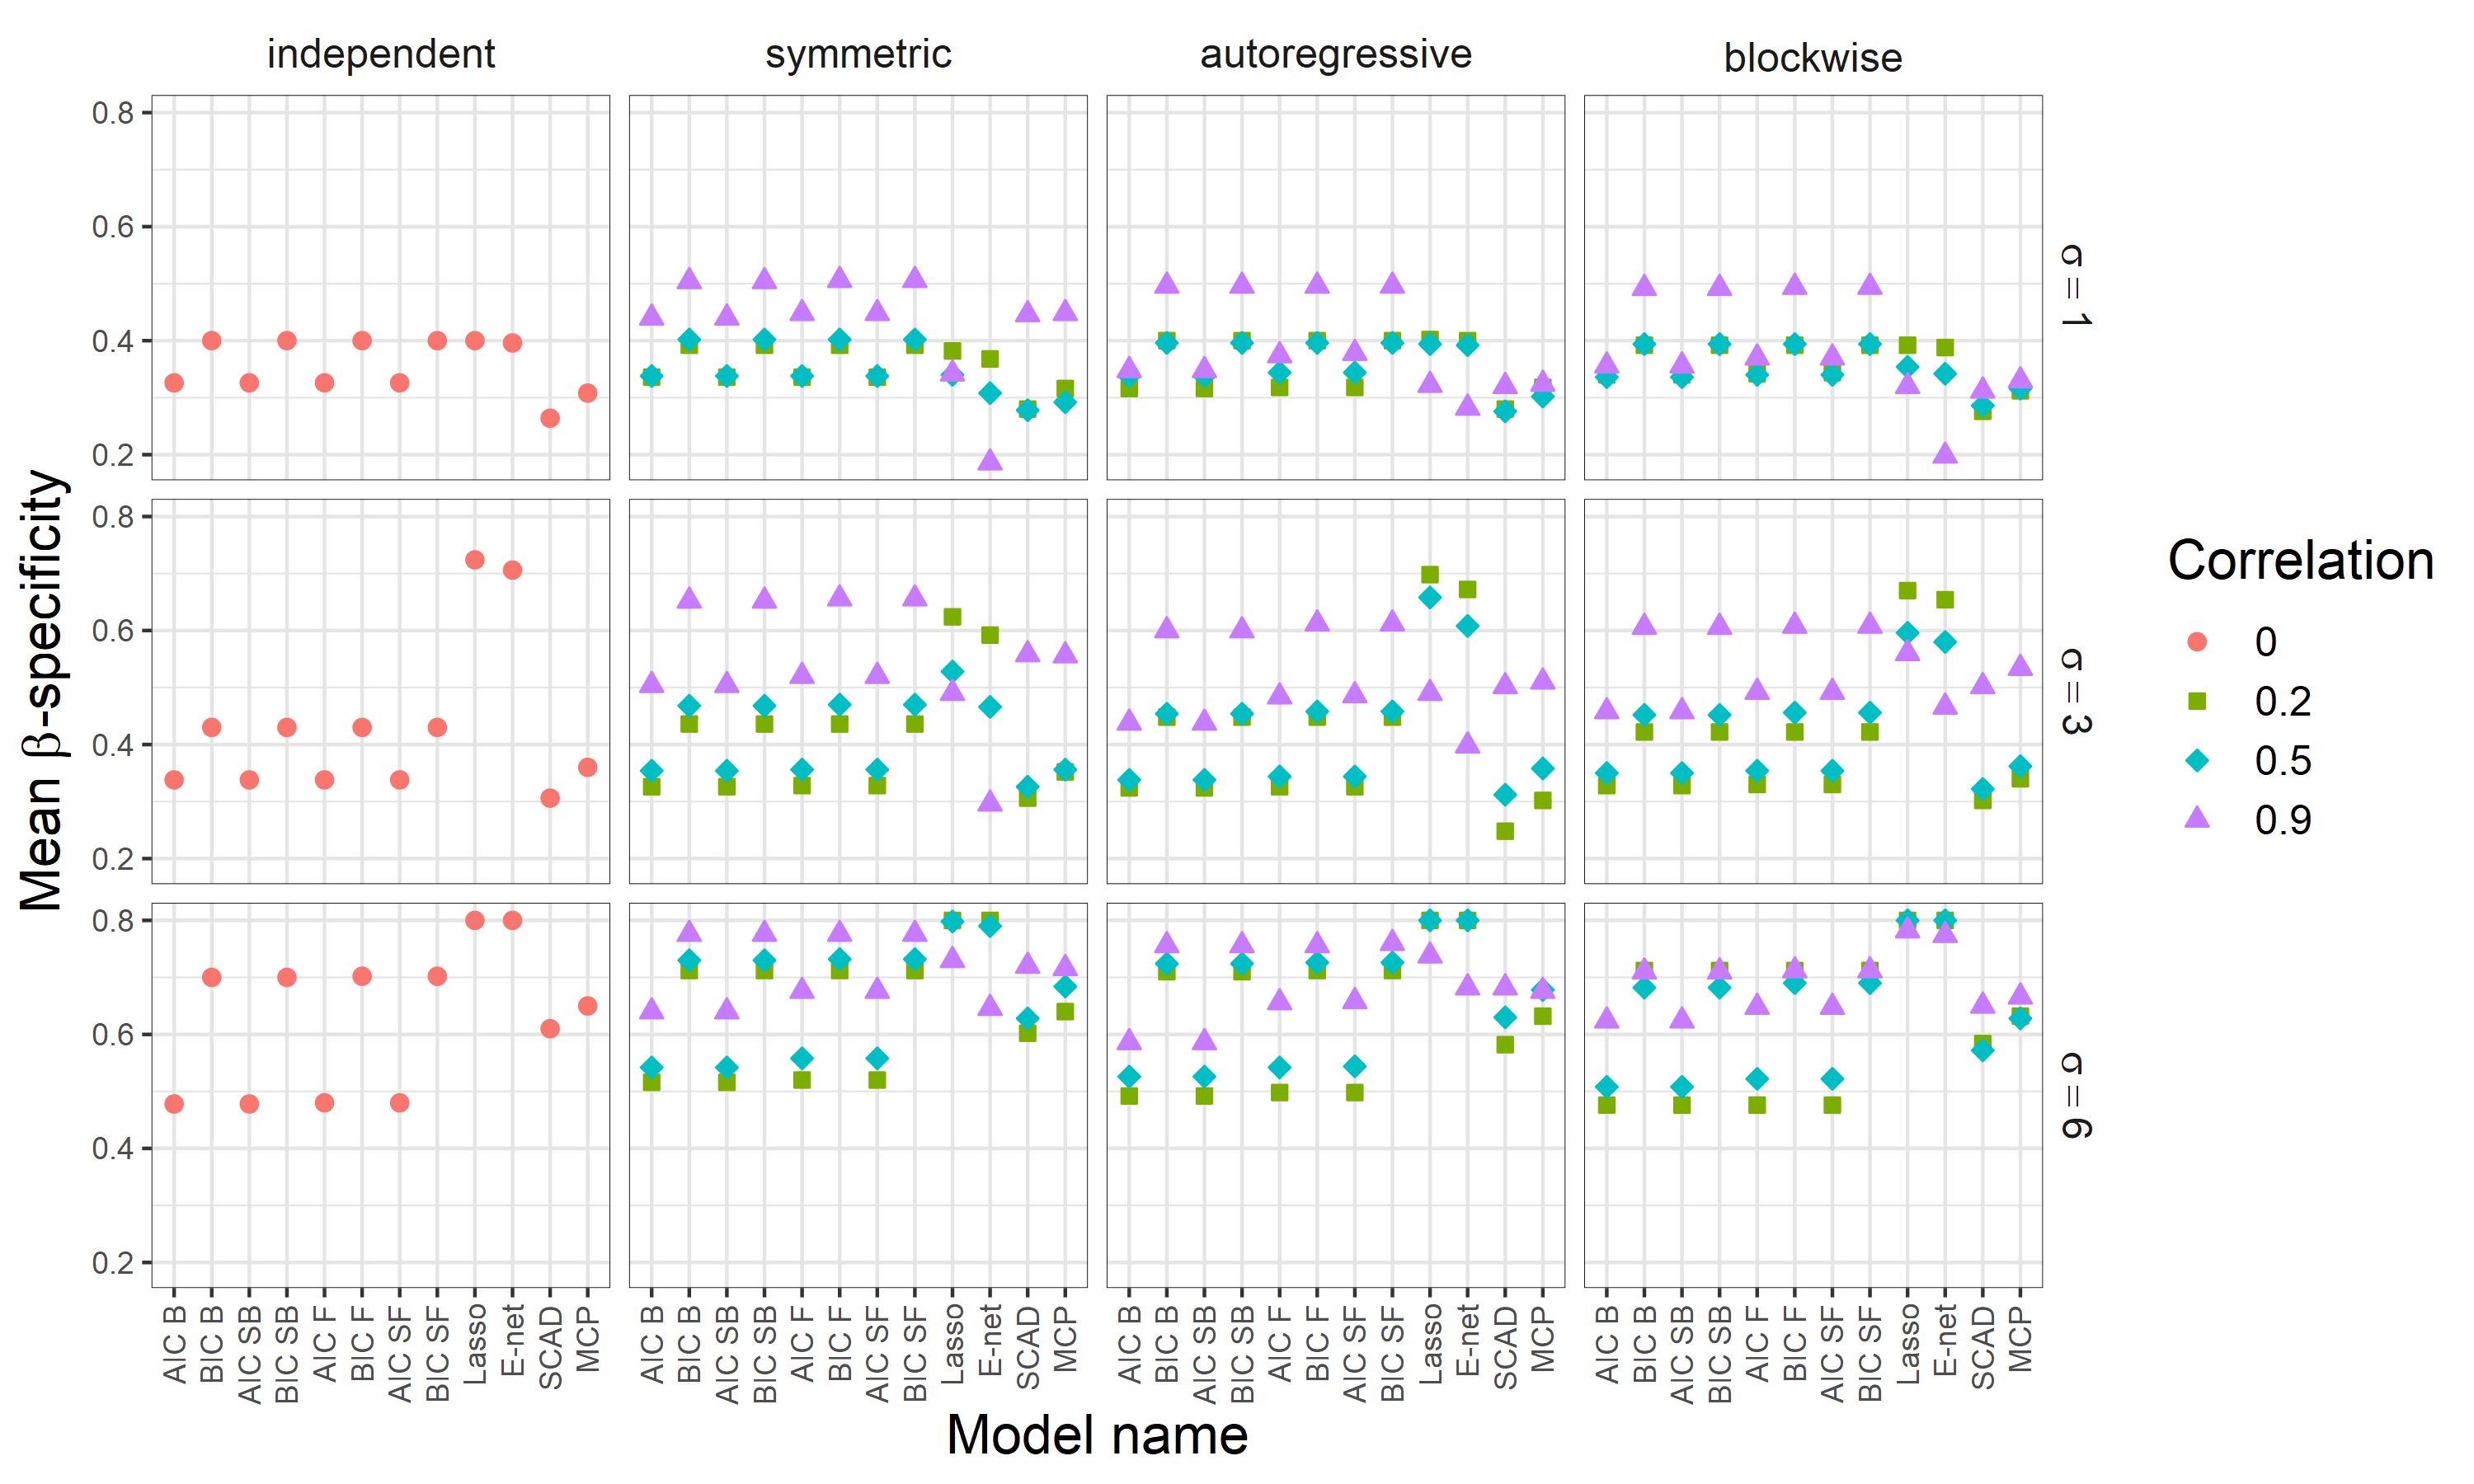 independent symmetric autoregressive blockwise
0.8
0.6
0.4
0.2
σ = 1
0.8
0.6
0.4
0.2
σ = 3
0.8
0.6
0.4
0.2
σ = 6
Mean β-specificity
AIC B BIC B AIC SB BIC SB AIC F BIC F AIC SF BIC SF Lasso E-net SCAD MCP
AIC B BIC B AIC SB BIC SB AIC F BIC F AIC SF BIC SF Lasso E-net SCAD MCP
AIC B BIC B AIC SB BIC SB AIC F BIC F AIC SF BIC SF Lasso E-net SCAD MCP
AIC B BIC B AIC SB BIC SB AIC F BIC F AIC SF BIC SF Lasso E-net SCAD MCP
Model name
Correlation
0
0.2
0.5
0.9